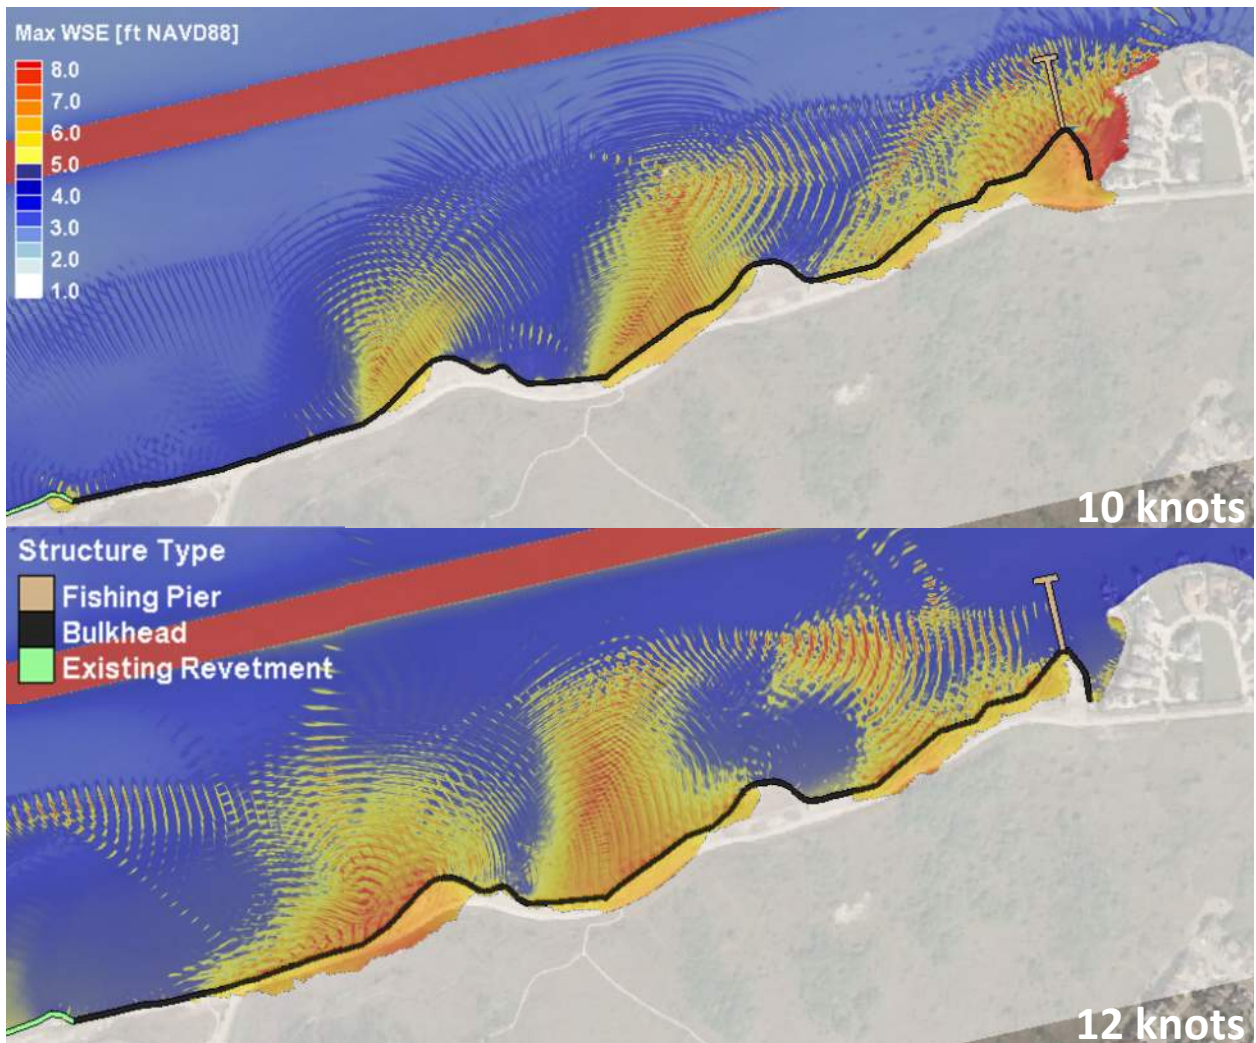 Max WSE [ft NAVD88]
8.0
7.0
6.0
5.0
4.0
3.0
2.0
1.0
10 knots
Structure Type
Fishing Pier
Bulkhead
Existing Revetment
12 knots